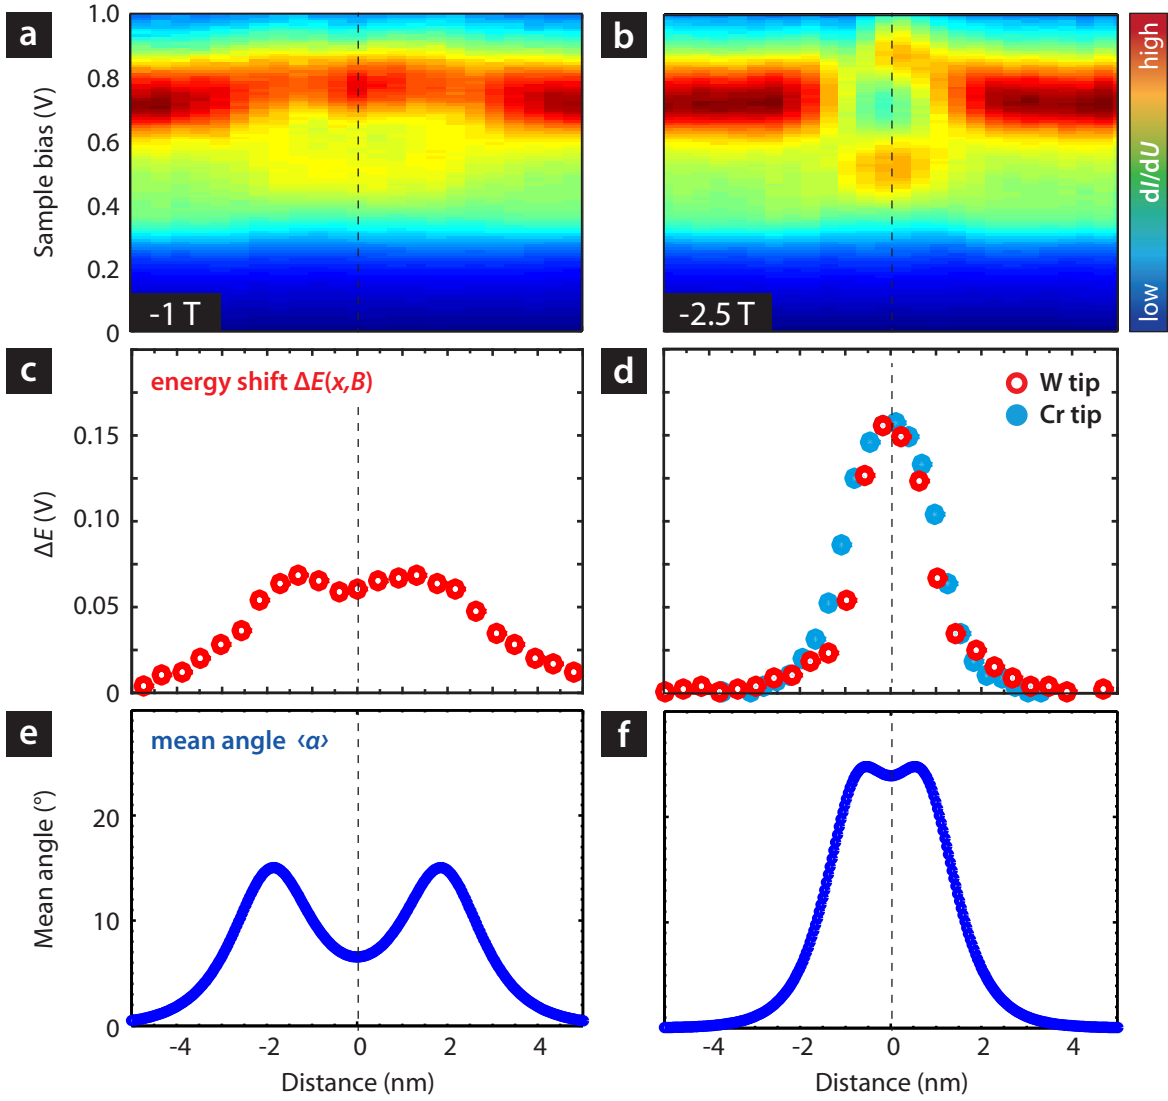 a
b
1.0
0.8
0.6
0.4
0.2
0
Sample bias (V)
-1 T
-2.5 T
high
dI/dU
low
c
d
energy shift ΔE(x,B)
W tip
Cr tip
0.15
0.10
0.05
0
ΔE (V)
e
f
mean angle ‹α›
20
10
0
Mean angle (°)
-4 -2 0 2 4
-4 -2 0 2 4
Distance (nm)
Distance (nm)